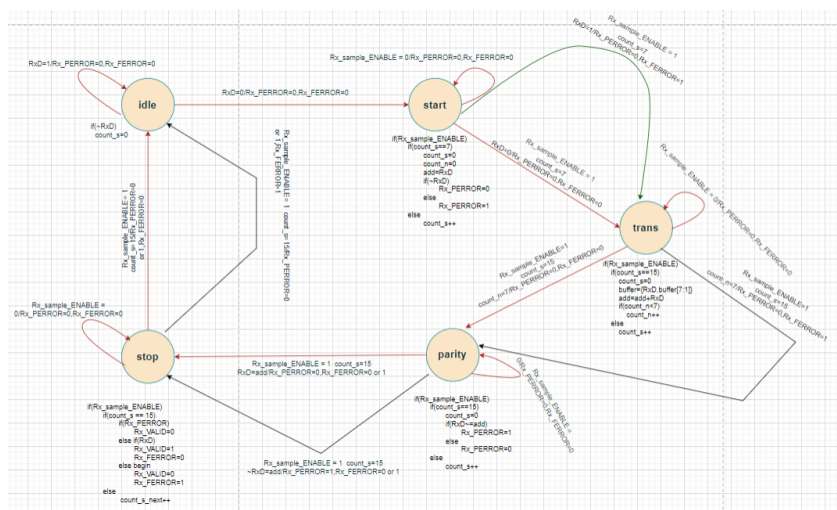 RxD=1/Rx_PERROR=0,Rx_FERROR=0
idle
if(~RxD)
count_s=0
RxD=0/Rx_PERROR=0,Rx_FERROR=0
Rx_sample_ENABLE = 0/Rx_PERROR=0,Rx_FERROR=0
start
if(Rx_sample_ENABLE)
if(count_s==7)
count_s=0
count_n=0
add=RxD
if(~RxD)
Rx_PERROR=0
else
Rx_PERROR=1
else
count_s++
Rx_sample_ENABLE = 1
count_s=7
RxD=1/Rx_PERROR=0,Rx_FERROR=1
Rx_sample_ENABLE = 1
count_s=7
RxD=0/Rx_PERROR=0,Rx_FERROR=0
Rx_sample_ENABLE = 0/Rx_PERROR=0,Rx_FERROR=0
trans
if(Rx_sample_ENABLE)
if(count_s==15)
count_s=0
buffer={RxD,buffer[7:1]}
add=add+RxD
if(count_n<7)
count_n++
else
count_s++
Rx_sample_ENABLE=1
count_s=15
count_n=7/Rx_PERROR=0,Rx_FERROR=0
Rx_sample_ENABLE=1
count_s=15
count_n=7/Rx_PERROR=0,Rx_FERROR=1
parity
if(Rx_sample_ENABLE)
if(count_s==15)
count_s=0
if(RxD~=add)
Rx_PERROR=1
else
Rx_PERROR=0
else
count_s++
Rx_sample_ENABLE =
0/Rx_PERROR=0,Rx_FERROR=0
Rx_sample_ENABLE = 1 count_s=15
RxD=add/Rx_PERROR=0,Rx_FERROR=0 or 1
Rx_sample_ENABLE = 1 count_s=15
~RxD=add/Rx_PERROR=1,Rx_FERROR=0 or 1
Rx_sample_ENABLE =
0/Rx_PERROR=0,Rx_FERROR=0
stop
if(Rx_sample_ENABLE)
if(count_s == 15)
if(Rx_PERROR)
Rx_VALID=0
else if(RxD)
Rx_VALID=1
Rx_FERROR=0
else begin
Rx_VALID=0
Rx_FERROR=1
else
count_s_next++
Rx_sample_ENABLE = 1
count_s=15/Rx_PERROR=0
or 1,Rx_FERROR=0
Rx_sample_ENABLE = 1 count_s=15/Rx_PERROR=0
or 1,Rx_FERROR=1